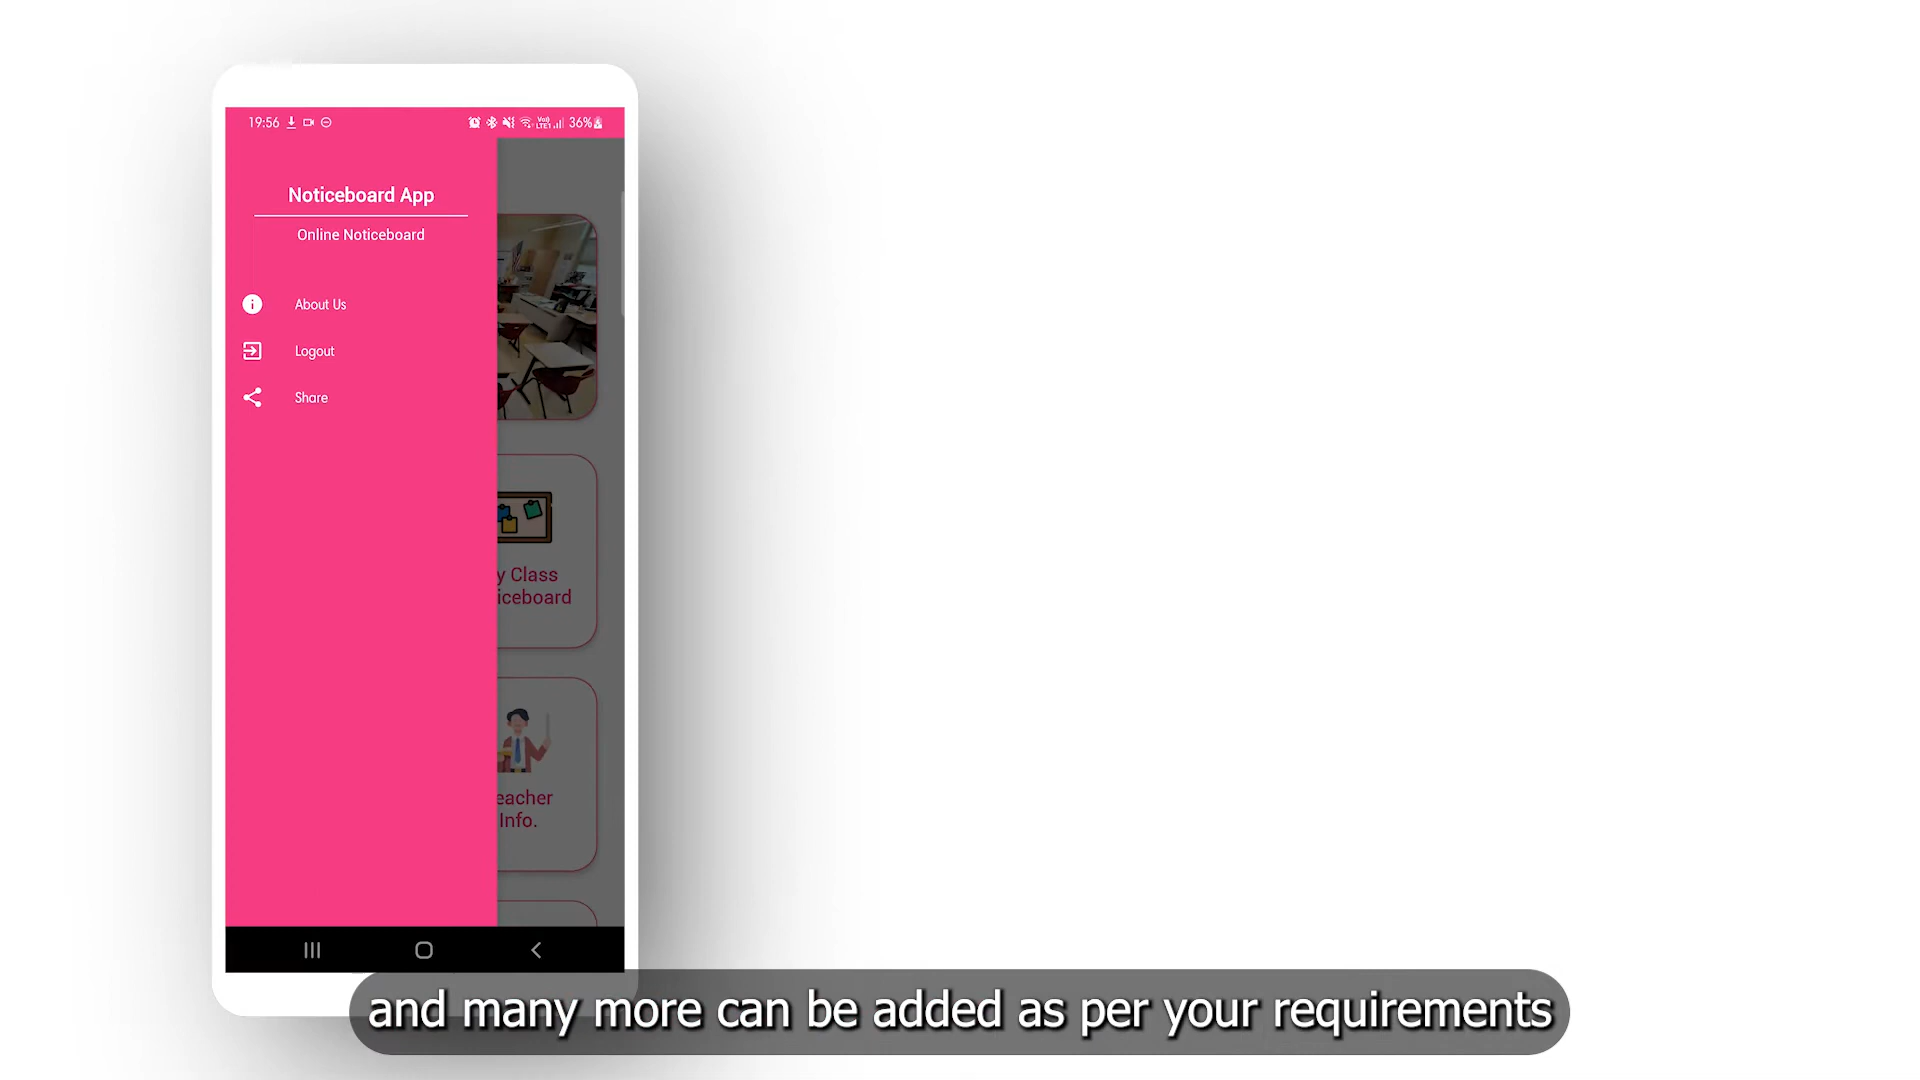 19:56
36%
Noticeboard App
Online Noticeboard
About Us
Logout
Share
y Class
iceboard
eacher
Info.
and many more can be added as per your requirements